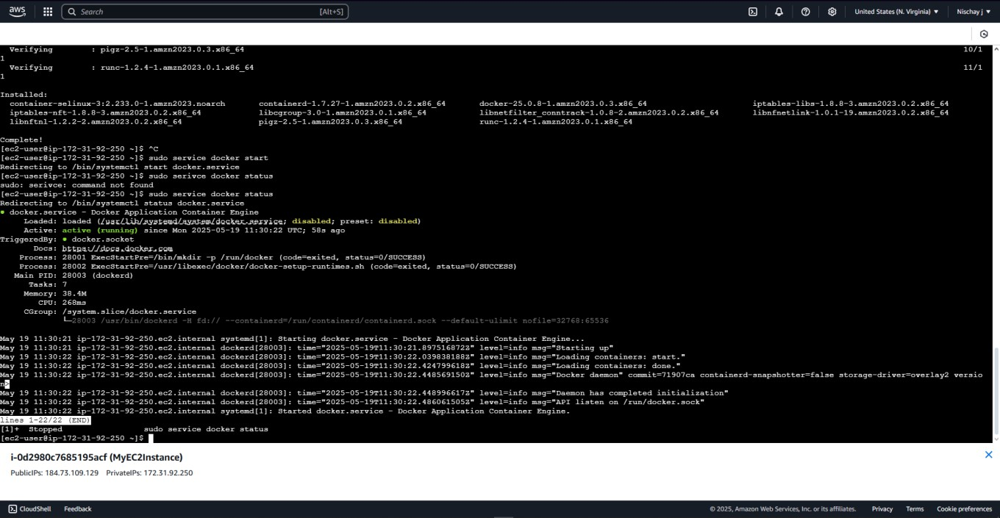 aws
Search [Alt+S]
United States (N. Virginia) ▼ Nischay j ▼
  Verifying        : pigz-2.5-1.amzn2023.0.3.x86_64 10/1
1
  Verifying        : runc-1.2.4-1.amzn2023.0.1.x86_64 11/1
1
Installed:
  container-selinux-3:2.233.0-1.amzn2023.noarch containerd-1.7.27-1.amzn2023.0.2.x86_64 docker-25.0.8-1.amzn2023.0.3.x86_64 iptables-libs-1.8.8-3.amzn2023.0.2.x86_64
  iptables-nft-1.8.8-3.amzn2023.0.2.x86_64 libcgroup-3.0-1.amzn2023.0.1.x86_64 libnetfilter_conntrack-1.0.8-2.amzn2023.0.2.x86_64 libnfnetlink-1.0.1-19.amzn2023.0.2.x86_64
  libnftnl-1.2.2-2.amzn2023.0.2.x86_64 pigz-2.5-1.amzn2023.0.3.x86_64 runc-1.2.4-1.amzn2023.0.1.x86_64
Complete!
[ec2-user@ip-172-31-92-250 ~]$ ^C
[ec2-user@ip-172-31-92-250 ~]$ sudo service docker start
Redirecting to /bin/systemctl start docker.service
[ec2-user@ip-172-31-92-250 ~]$ sudo serivce docker status
sudo: serivce: command not found
[ec2-user@ip-172-31-92-250 ~]$ sudo service docker status
Redirecting to /bin/systemctl status docker.service
● docker.service - Docker Application Container Engine
     Loaded: loaded (/usr/lib/systemd/system/docker.service; disabled; preset: disabled)
     Active: active (running) since Mon 2025-05-19 11:30:22 UTC; 58s ago
TriggeredBy: ● docker.socket
       Docs: https://docs.docker.com
    Process: 28001 ExecStartPre=/bin/mkdir -p /run/docker (code=exited, status=0/SUCCESS)
    Process: 28002 ExecStartPre=/usr/libexec/docker/docker-setup-runtimes.sh (code=exited, status=0/SUCCESS)
   Main PID: 28003 (dockerd)
      Tasks: 7
     Memory: 38.4M
        CPU: 268ms
     CGroup: /system.slice/docker.service
             └─28003 /usr/bin/dockerd -H fd:// --containerd=/run/containerd/containerd.sock --default-ulimit nofile=32768:65536
May 19 11:30:21 ip-172-31-92-250.ec2.internal systemd[1]: Starting docker.service - Docker Application Container Engine...
May 19 11:30:22 ip-172-31-92-250.ec2.internal dockerd[28003]: time="2025-05-19T11:30:21.897516872Z" level=info msg="Starting up"
May 19 11:30:22 ip-172-31-92-250.ec2.internal dockerd[28003]: time="2025-05-19T11:30:22.039838188Z" level=info msg="Loading containers: start."
May 19 11:30:22 ip-172-31-92-250.ec2.internal dockerd[28003]: time="2025-05-19T11:30:22.424799618Z" level=info msg="Loading containers: done."
May 19 11:30:22 ip-172-31-92-250.ec2.internal dockerd[28003]: time="2025-05-19T11:30:22.448569150Z" level=info msg="Docker daemon" commit=71907ca containerd-snapshotter=false storage-driver=overlay2 versio
n>
May 19 11:30:22 ip-172-31-92-250.ec2.internal dockerd[28003]: time="2025-05-19T11:30:22.448996617Z" level=info msg="Daemon has completed initialization"
May 19 11:30:22 ip-172-31-92-250.ec2.internal dockerd[28003]: time="2025-05-19T11:30:22.486061505Z" level=info msg="API listen on /run/docker.sock"
May 19 11:30:22 ip-172-31-92-250.ec2.internal systemd[1]: Started docker.service - Docker Application Container Engine.
lines 1-22/22 (END)
[1]+  Stopped                 sudo service docker status
[ec2-user@ip-172-31-92-250 ~]$
i-0d2980c7685195acf (MyEC2Instance)
PublicIPs: 184.73.109.129 PrivateIPs: 172.31.92.250
CloudShell Feedback © 2025, Amazon Web Services, Inc. or its affiliates. Privacy Terms Cookie preferences